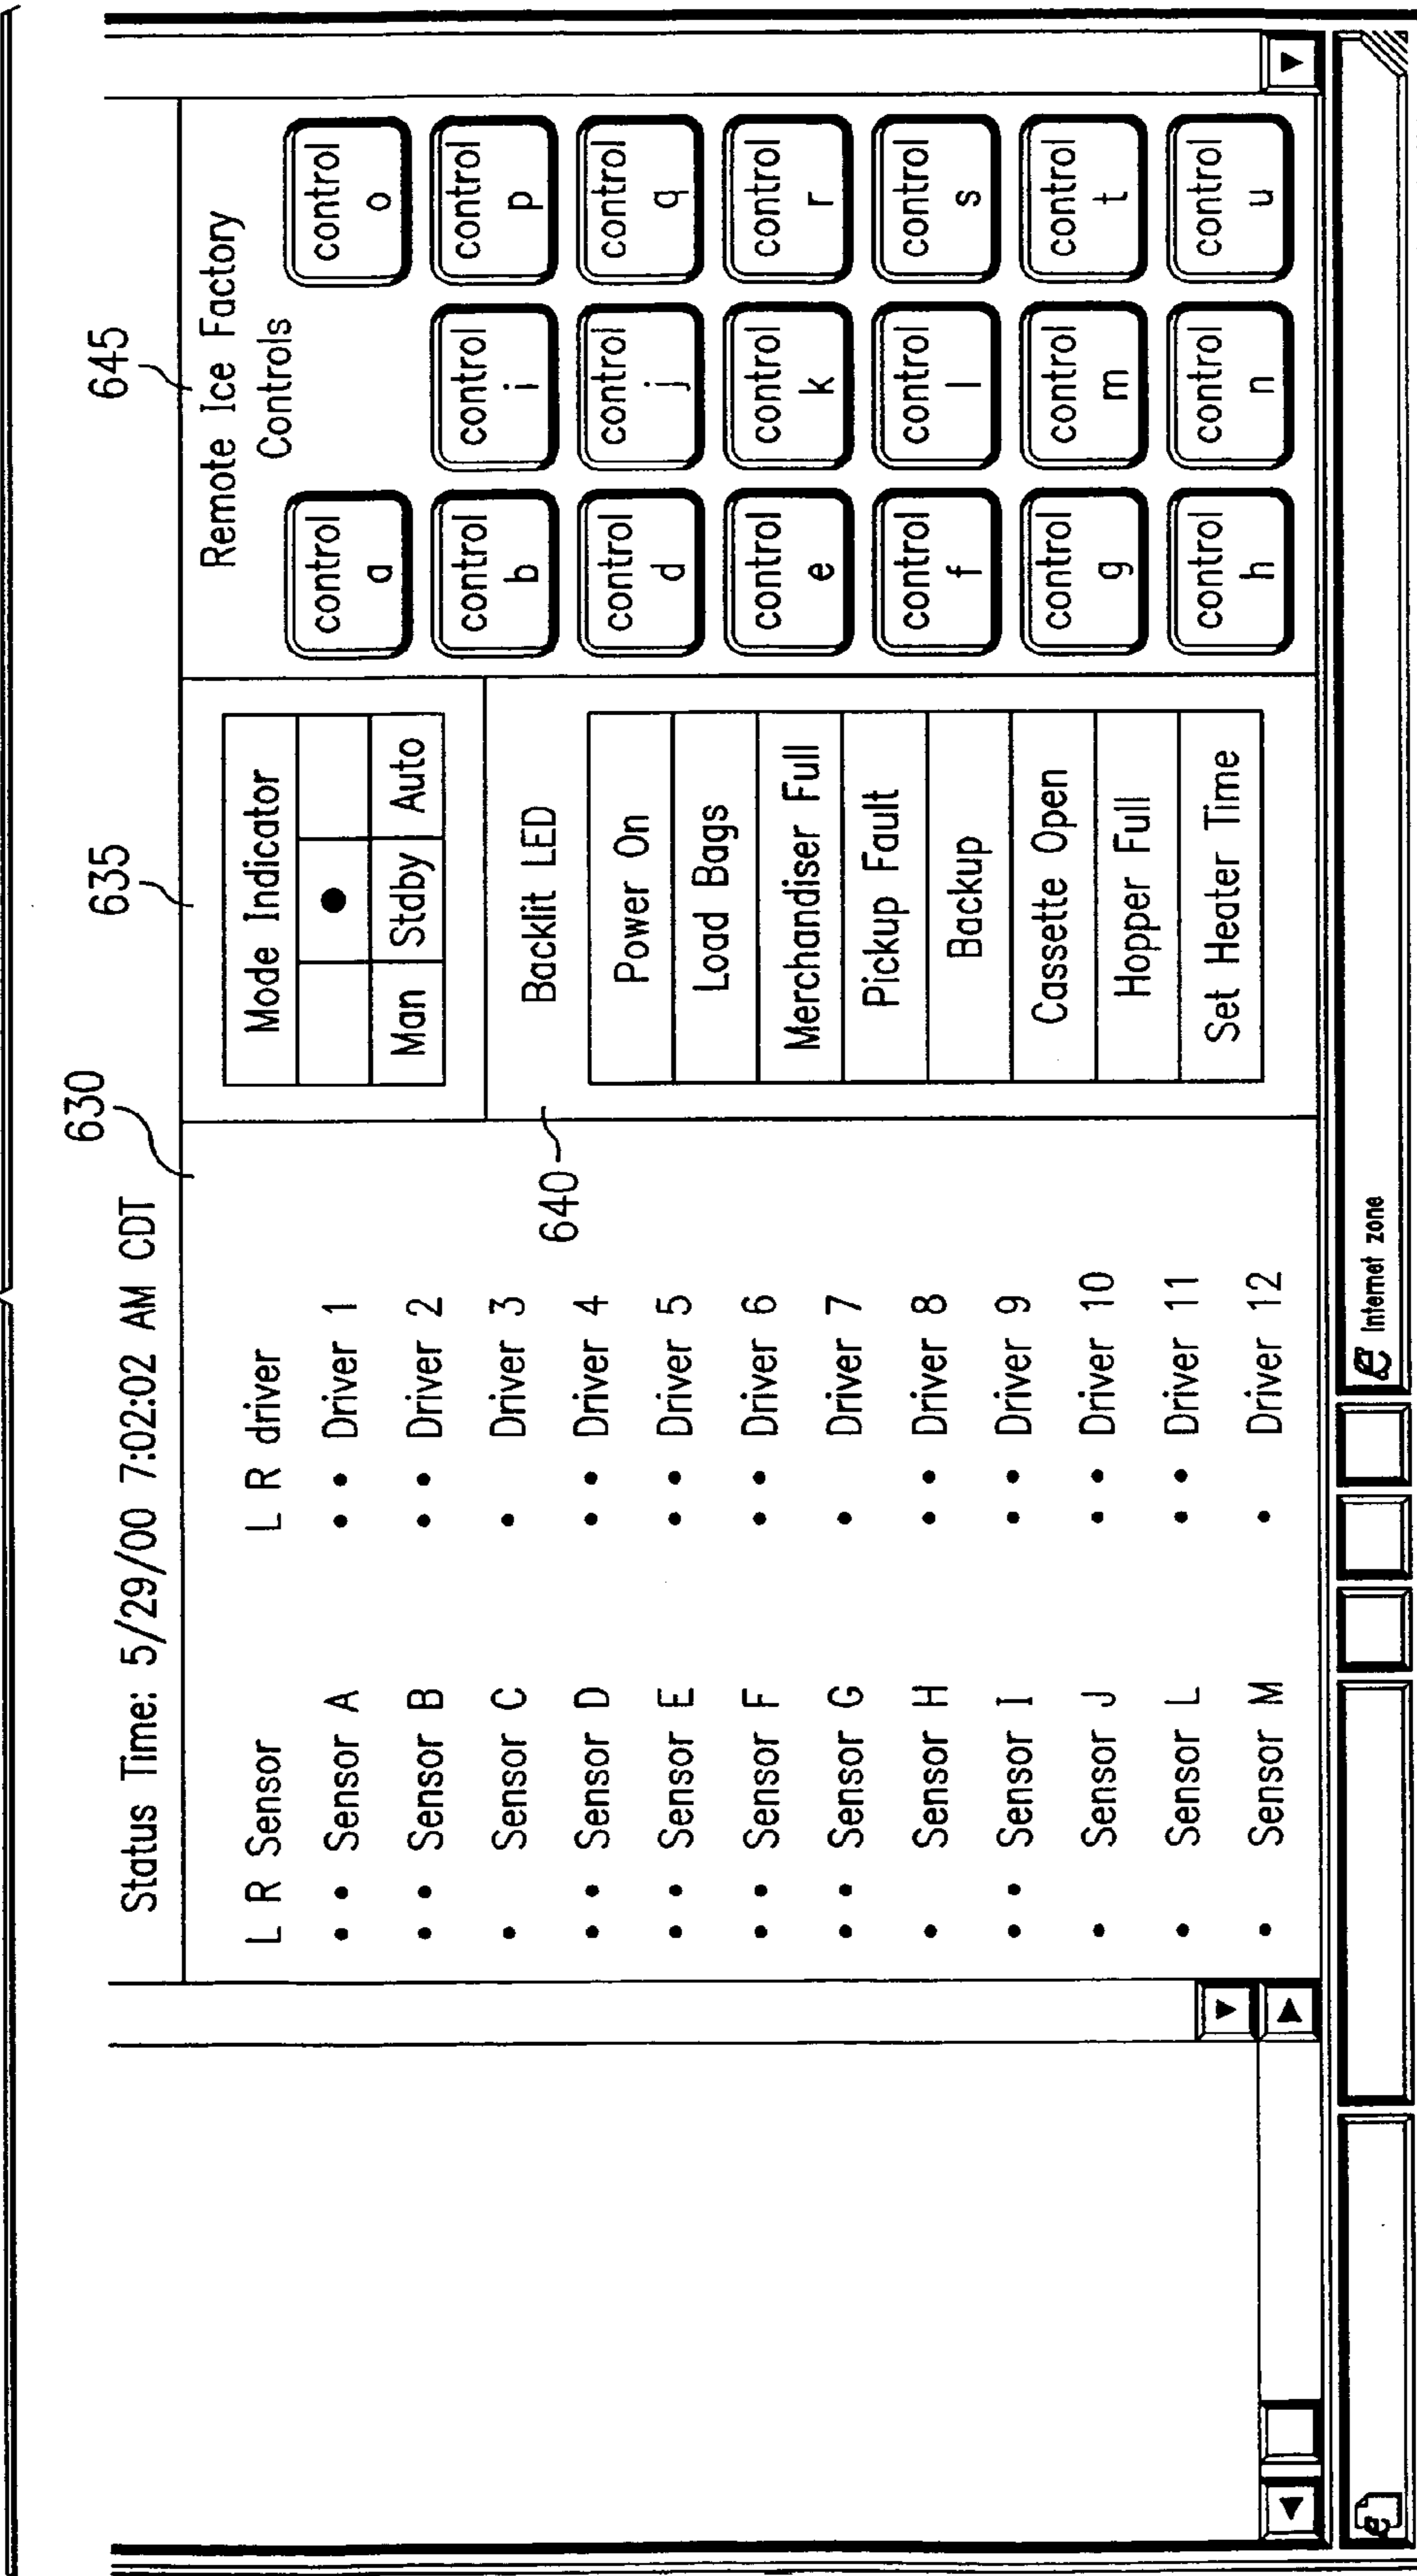 Status Time: 5/29/00 7:02:02 AM CDT
630
635
645
L R Sensor
• • Sensor A
• • Sensor B
• Sensor C
• • Sensor D
• • Sensor E
• • Sensor F
• • Sensor G
• Sensor H
• • Sensor I
• Sensor J
• Sensor L
• Sensor M
L R driver
• • Driver 1
• • Driver 2
• Driver 3
• • Driver 4
• • Driver 5
• • Driver 6
• Driver 7
• • Driver 8
• • Driver 9
• • Driver 10
• • Driver 11
• Driver 12
Mode Indicator
Man Stdby Auto
640
Backlit LED
Power On
Load Bags
Merchandiser Full
Pickup Fault
Backup
Cassette Open
Hopper Full
Set Heater Time
Remote Ice Factory
Controls
control a
control o
control b
control i
control p
control d
control j
control q
control e
control k
control r
control f
control l
control s
control g
control m
control t
control h
control n
control u
Internet zone